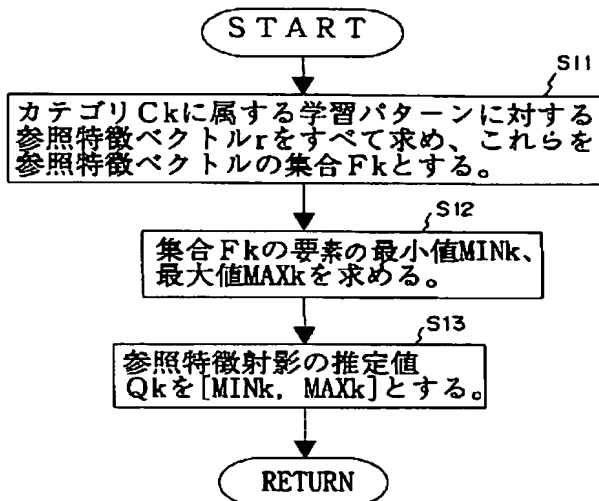 START
S11
カテゴリCkに属する学習パターンに対する
参照特徴ベクトルrをすべて求め、これらを
参照特徴ベクトルの集合Fkとする。
S12
集合Fkの要素の最小値MINk、
最大値MAXkを求める。
S13
参照特徴射影の推定値
Qkを[MINk, MAXk]とする。
RETURN